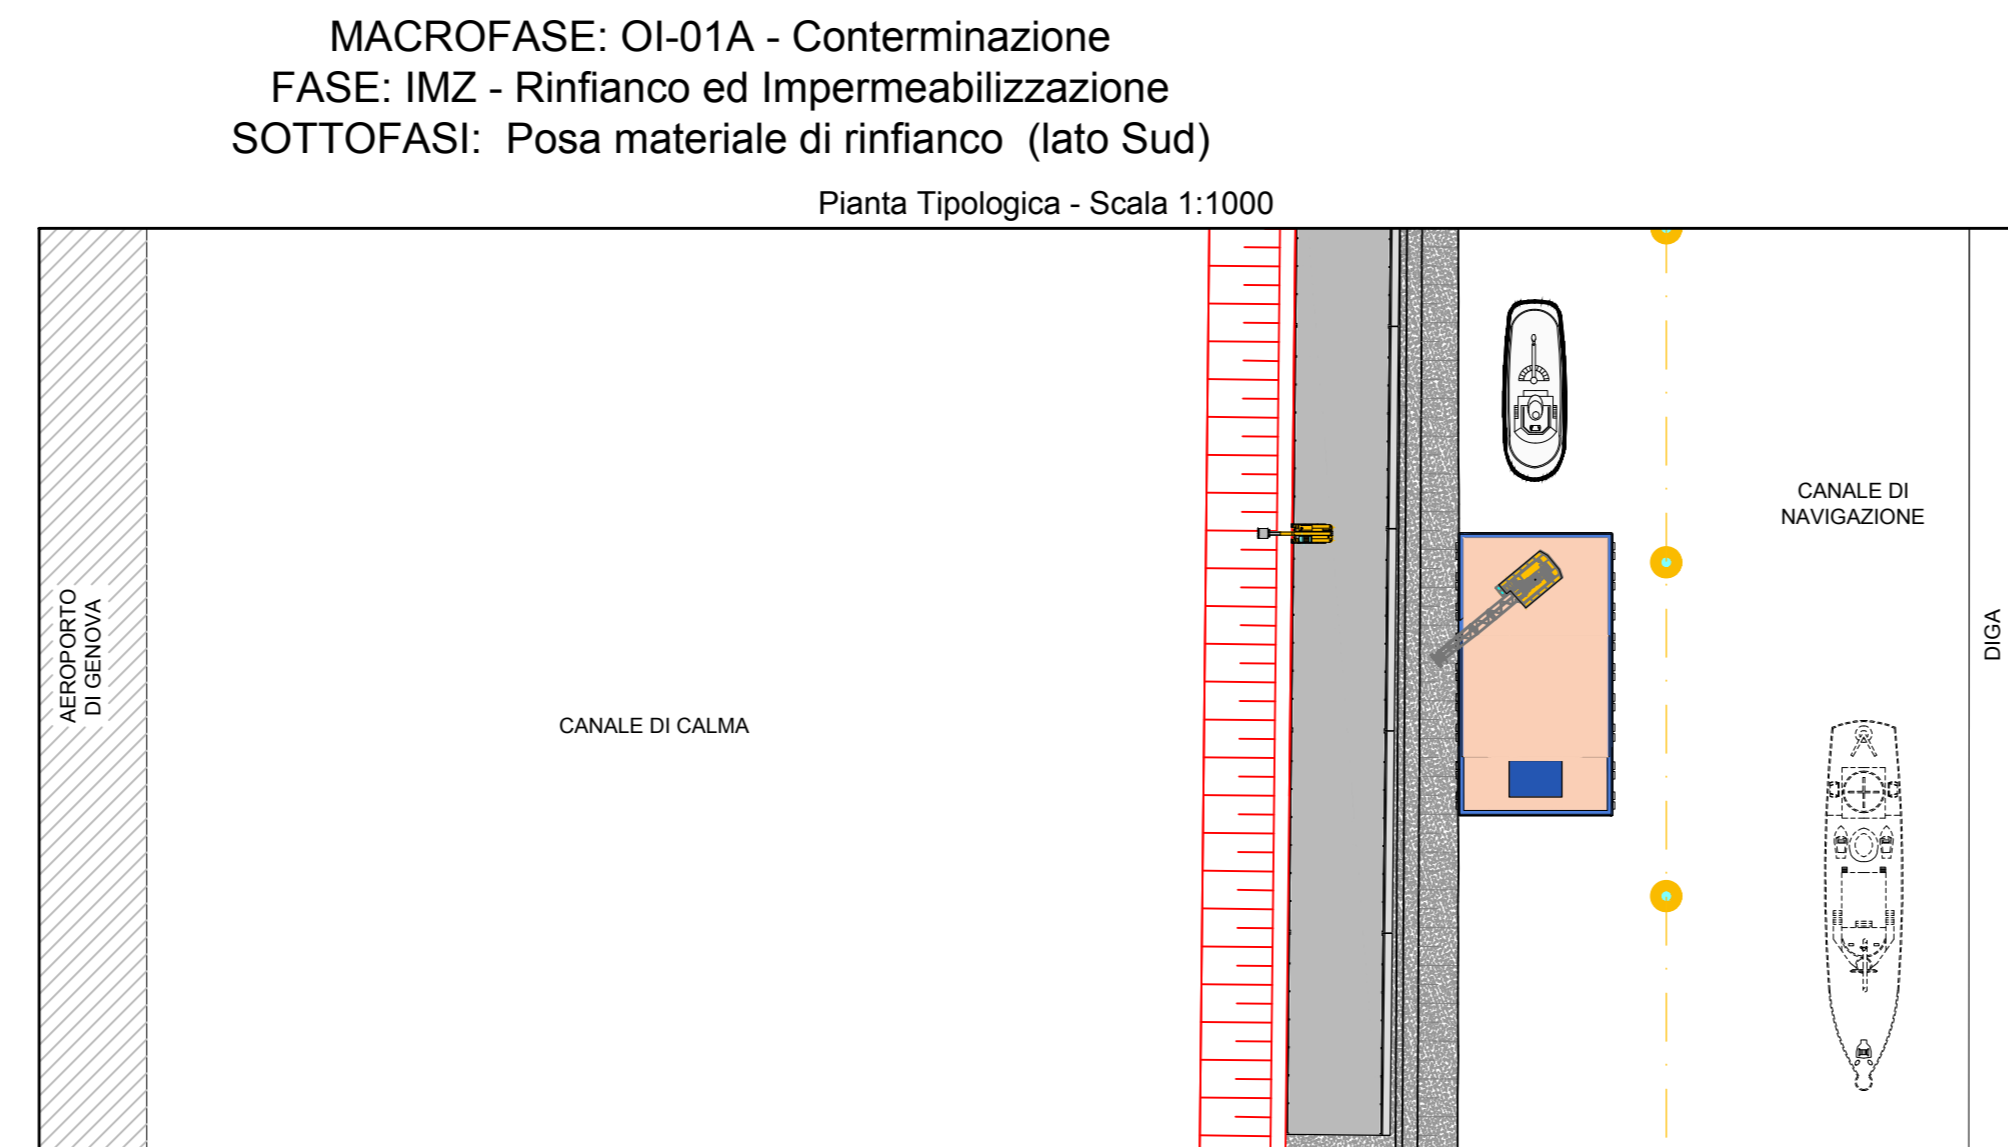 MACROFASE: OI-01A - Conterminazione
FASE: IMZ - Rinfianco ed Impermeabilizzazione
SOTTOFASI: Posa materiale di rinfianco (lato Sud)
Pianta Tipologica - Scala 1:1000
AEROPORTO
DI GENOVA
CANALE DI CALMA
CANALE DI
NAVIGAZIONE
DIGA